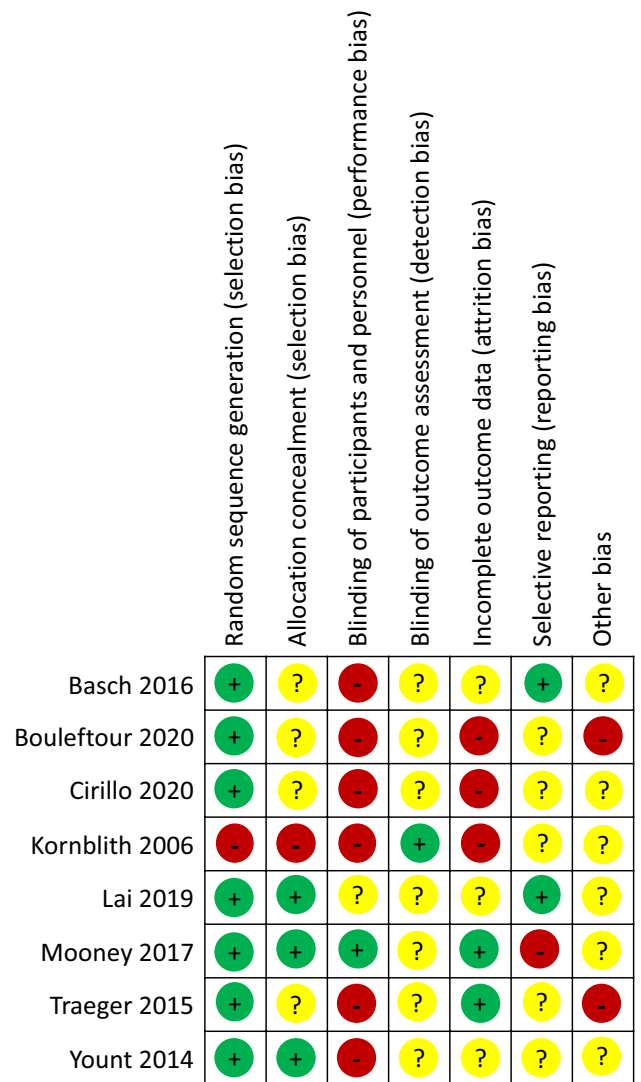 Random sequence generation (selection bias)
Allocation concealment (selection bias)
Blinding of participants and personnel (performance bias)
Blinding of outcome assessment (detection bias)
Incomplete outcome data (attrition bias)
Selective reporting (reporting bias)
Other bias
Basch 2016 + ? - ? ? + ?
Bouleftour 2020 + ? - ? - ? -
Cirillo 2020 + ? - ? - ? ?
Kornblith 2006 - - - + - ? ?
Lai 2019 + + ? ? ? + ?
Mooney 2017 + + + ? + - ?
Traeger 2015 + ? - ? + ? -
Yount 2014 + + - ? ? ? ?